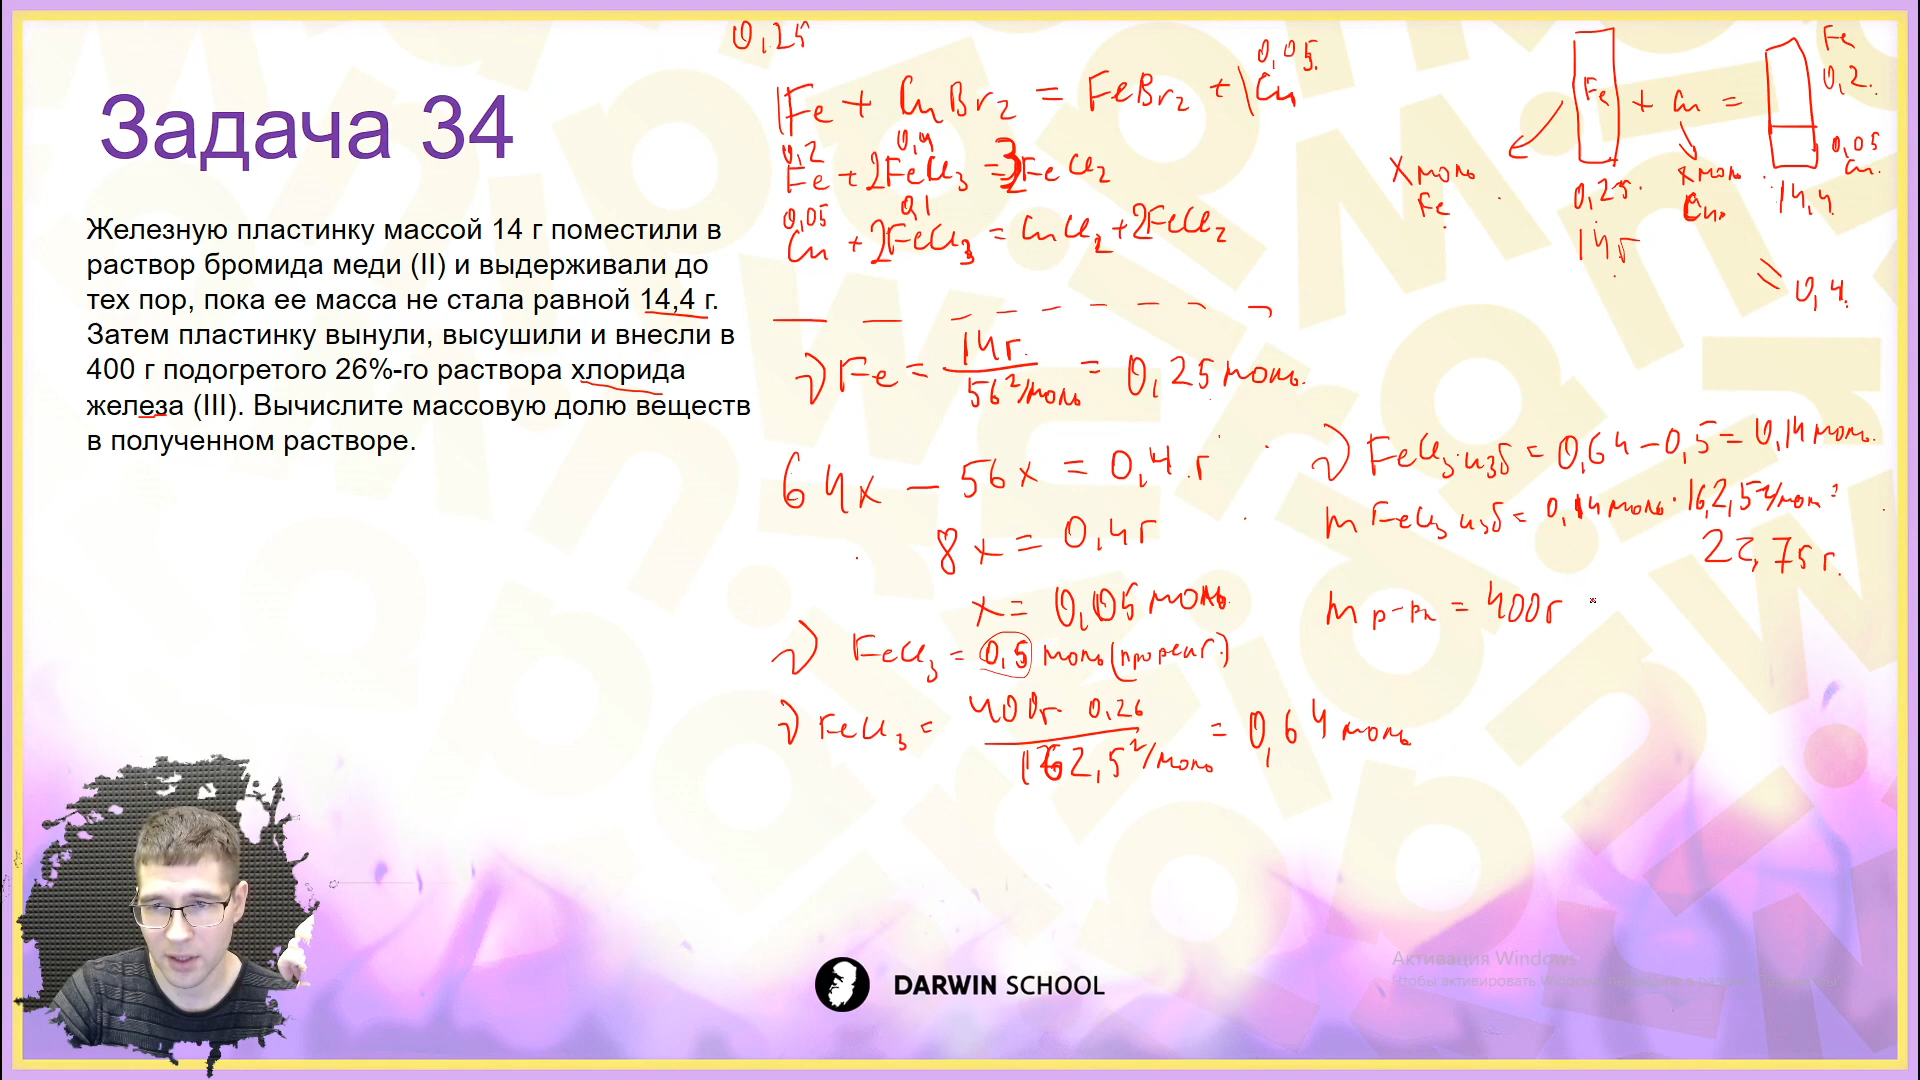 Задача 34
Железную пластинку массой 14 г поместили в
раствор бромида меди (II) и выдерживали до
тех пор, пока ее масса не стала равной 14,4 г.
Затем пластинку вынули, высушили и внесли в
400 г подогретого 26%-го раствора хлорида
железа (III). Вычислите массовую долю веществ
в полученном растворе.
0,25
0,05
Fe + CuBr2 = FeBr2 + Cu
0,2 0,4
Fe + 2FeCl3 = 3FeCl2
0,05 0,1
Cu + 2FeCl3 = CuCl2 + 2FeCl2
Fe + Cu =
Fe
0,2
0,05
Cu
x моль
Fe
0,25
14 г
x моль
Cu
14,4
= 0,4
ν Fe = 14 г / 56 г/моль = 0,25 моль
64x − 56x = 0,4 г
8x = 0,4 г
x = 0,05 моль
ν FeCl3 = 0,5 моль (прореаг.)
ν FeCl3 = 400 г 0,26 / 162,5 г/моль = 0,64 моль
ν FeCl3 изб = 0,64 − 0,5 = 0,14 моль
m FeCl3 изб = 0,14 моль · 162,5 г/моль =
22,75 г.
m р-ра = 400 г
DARWIN SCHOOL
Активация Windows